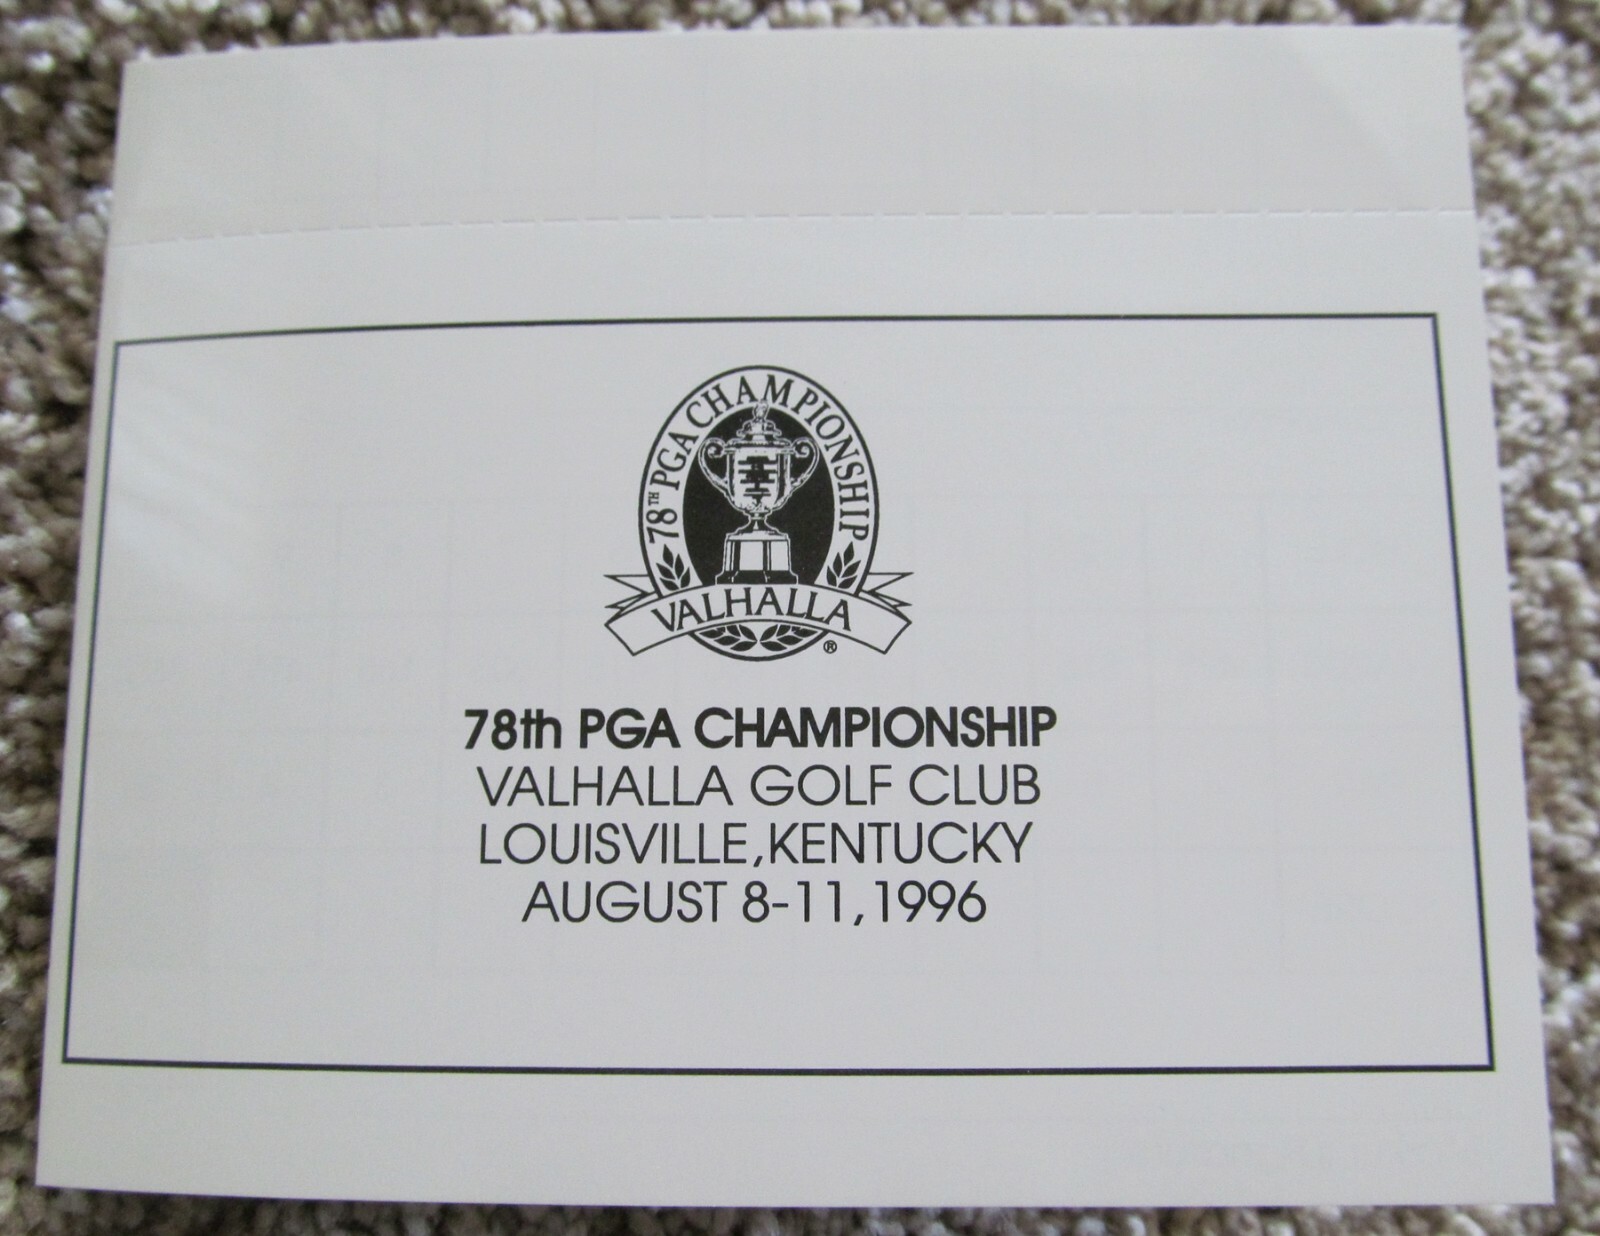 78TH PGA CHAMPIONSHIP
VALHALLA
®
78th PGA CHAMPIONSHIP
VALHALLA GOLF CLUB
LOUISVILLE,KENTUCKY
AUGUST 8-11,1996